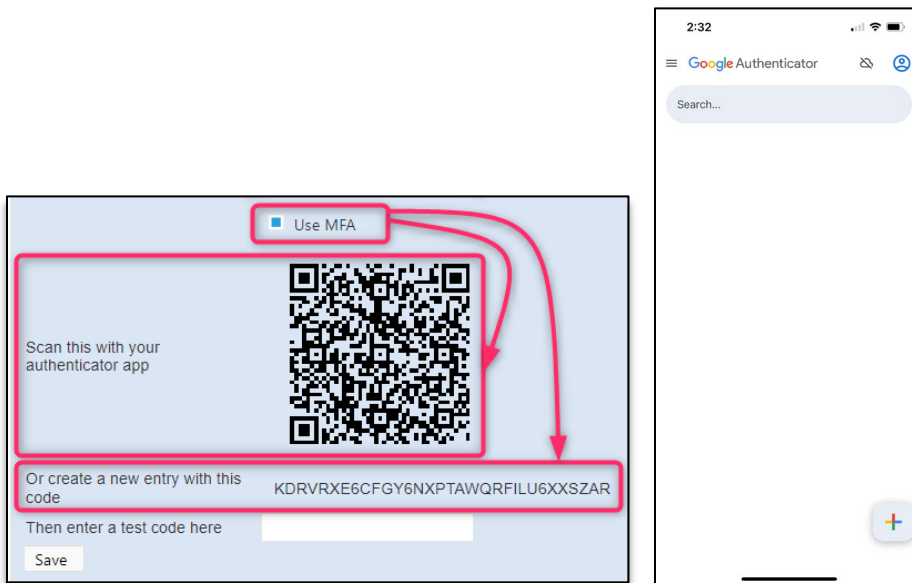 Use MFA
Scan this with your
authenticator app
Or create a new entry with this
code
KDRVRXE6CFGY6NXPTAWQRFILU6XXSZAR
Then enter a test code here
Save
2:32
Google Authenticator
Search...